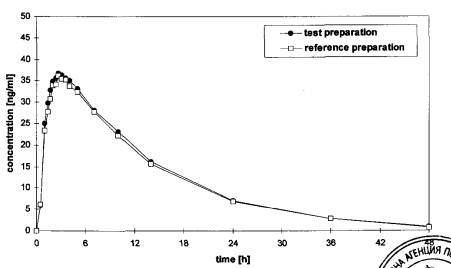 50
45
40
35
30
25
20
15
10
5
0
concentration [ng/ml]
test preparation
reference preparation
0 6 12 18 24 30 36 42 48
time [h]
АГЕНЦИЯ